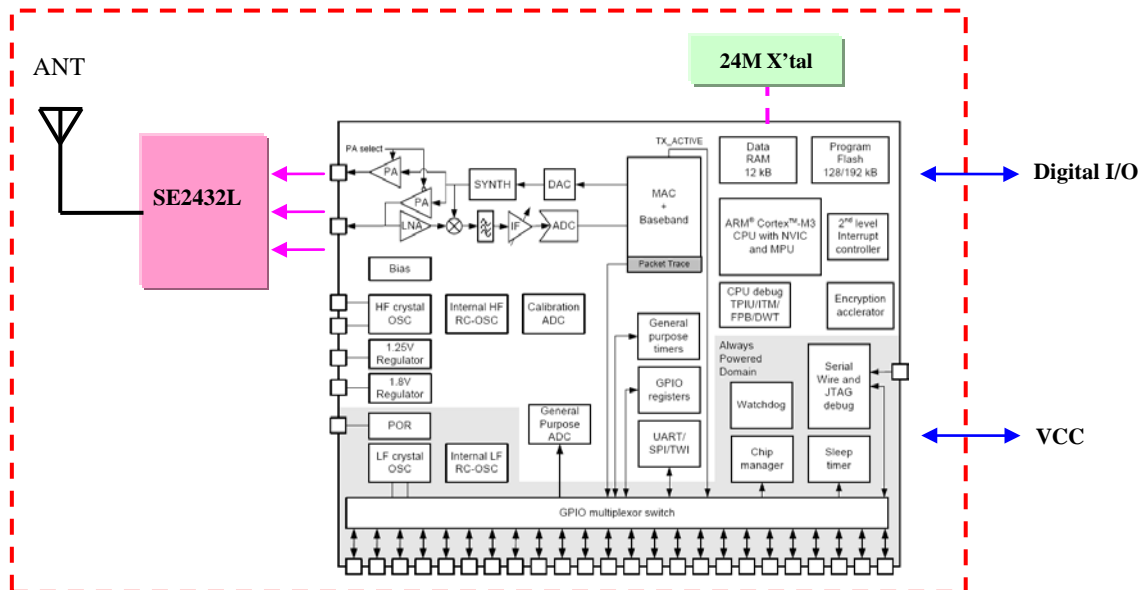 24M X'tal
ANT
SE2432L
Digital I/O
VCC
PA select
PA
PA
LNA
SYNTH
DAC
IF
ADC
TX_ACTIVE
MAC
+
Baseband
Packet Trace
Data
RAM
12 kB
Program
Flash
128/192 kB
ARM® Cortex™-M3
CPU with NVIC
and MPU
2nd level
Interrupt
controller
CPU debug
TPIU/ITM/
FPB/DWT
Encryption
acclerator
Bias
HF crystal
OSC
Internal HF
RC-OSC
Calibration
ADC
1.25V
Regulator
1.8V
Regulator
POR
LF crystal
OSC
Internal LF
RC-OSC
General
Purpose
ADC
General
purpose
timers
GPIO
registers
UART/
SPI/TWI
Always
Powered
Domain
Watchdog
Serial
Wire and
JTAG
debug
Chip
manager
Sleep
timer
GPIO multiplexor switch